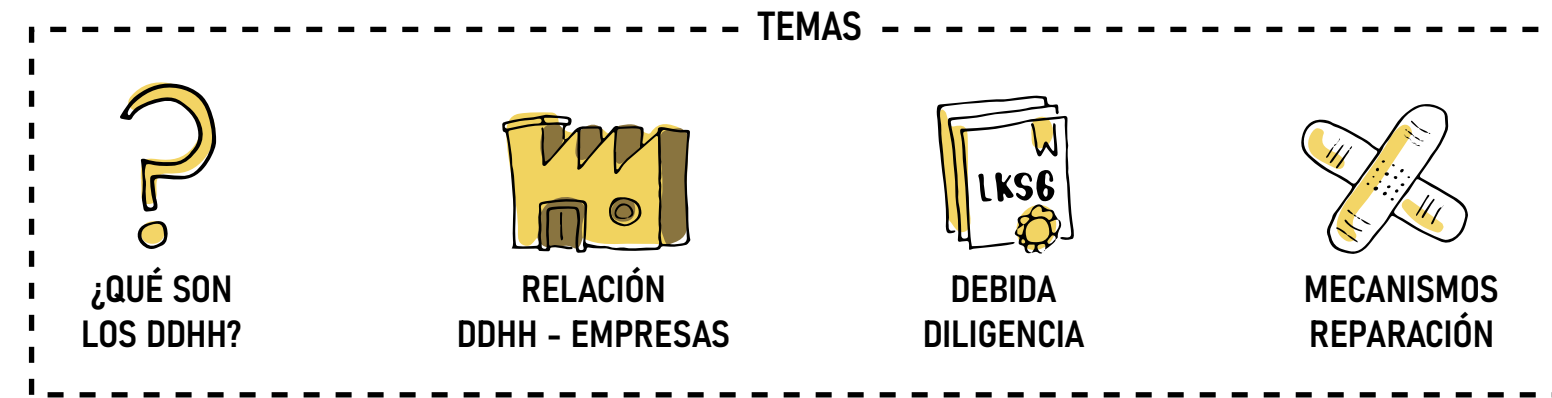 TEMAS
LKSG
¿QUÉ SON
LOS DDHH?
RELACIÓN
DDHH - EMPRESAS
DEBIDA
DILIGENCIA
MECANISMOS
REPARACIÓN